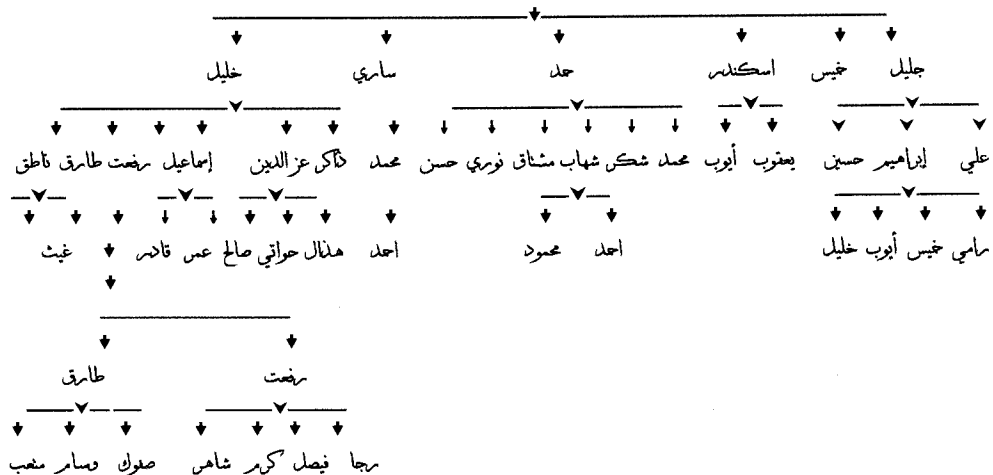 جليل خميس اسكندر حمد ساري خليل
علي إبراهيم حسين يعقوب أيوب محمد شكر شهاب مشتاق نوري حسن محمد ذاكر عز الدين إسماعيل رفعت طارق ناطق
رامي خميس أيوب خليل احمد محمود احمد هذال حواقي صالح عمر قادر غيث
رفعت طارق
رجا فيصل كرم شاهر صفوك وسام متعب